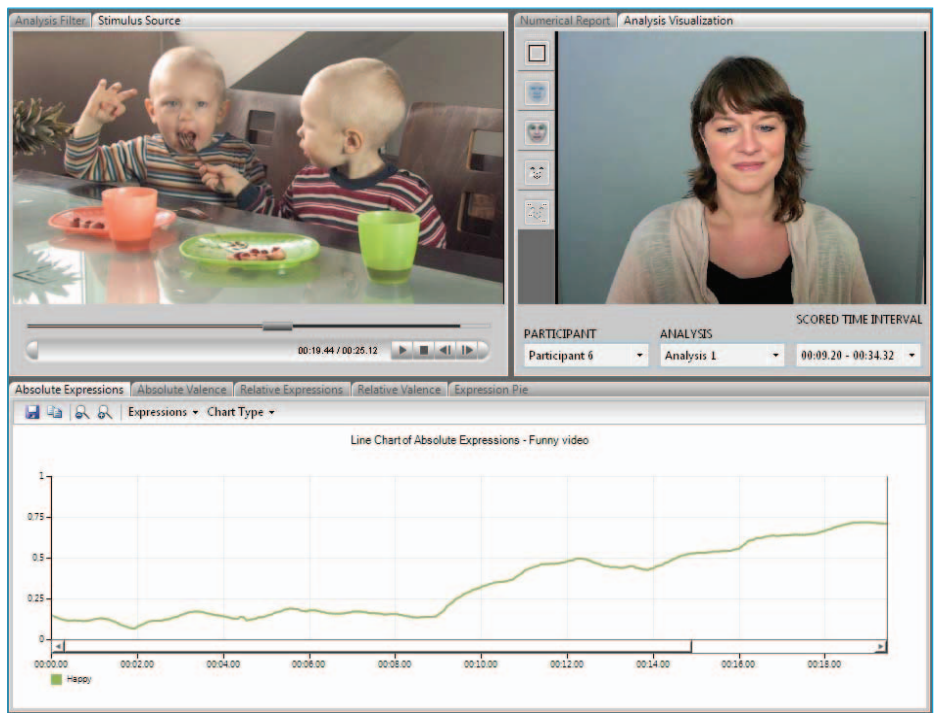 Analysis Filter Stimulus Source
Numerical Report Analysis Visualization
00:19.44 / 00:25.12
SCORED TIME INTERVAL
PARTICIPANT ANALYSIS
Participant 6 Analysis 1 00:09.20 - 00:34.32
Absolute Expressions Absolute Valence Relative Expressions Relative Valence Expression Pie
Expressions Chart Type
Line Chart of Absolute Expressions - Funny video
1
0.75
0.5
0.25
0
00:00.00 00:02.00 00:04.00 00:06.00 00:08.00 00:10.00 00:12.00 00:14.00 00:16.00 00:18.00
Happy